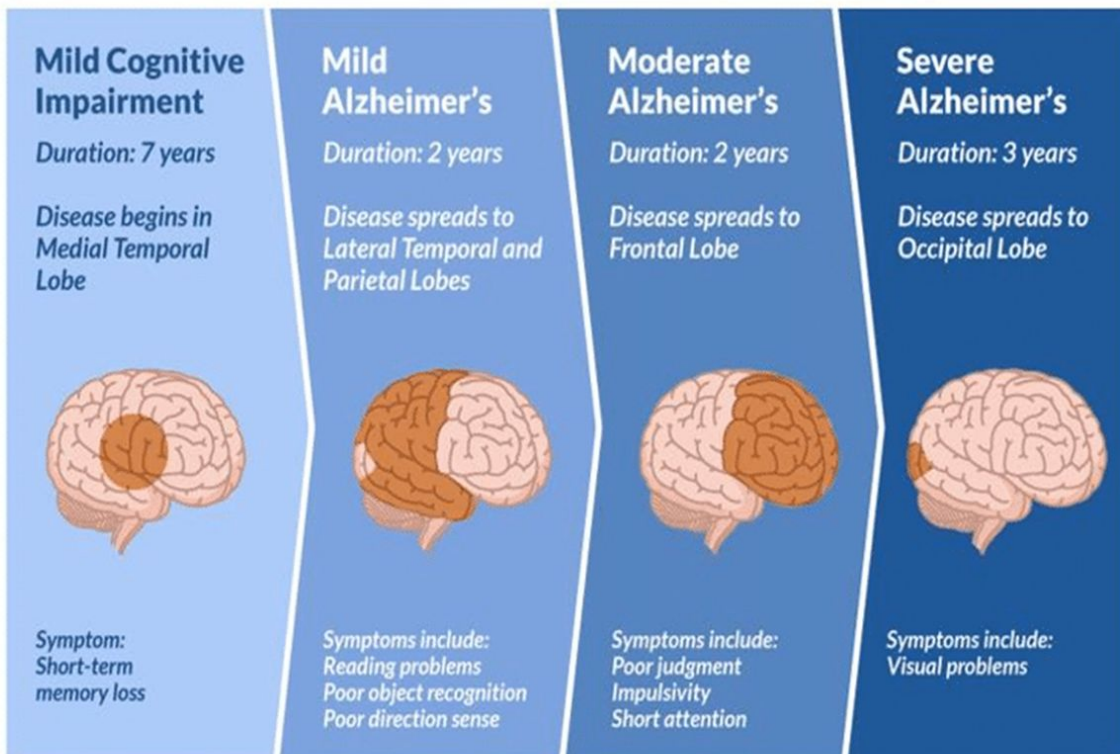 Mild Cognitive
Impairment
Duration: 7 years
Disease begins in
Medial Temporal
Lobe
Symptom:
Short-term
memory loss
Mild
Alzheimer's
Duration: 2 years
Disease spreads to
Lateral Temporal and
Parietal Lobes
Symptoms include:
Reading problems
Poor object recognition
Poor direction sense
Moderate
Alzheimer's
Duration: 2 years
Disease spreads to
Frontal Lobe
Symptoms include:
Poor judgment
Impulsivity
Short attention
Severe
Alzheimer's
Duration: 3 years
Disease spreads to
Occipital Lobe
Symptoms include:
Visual problems